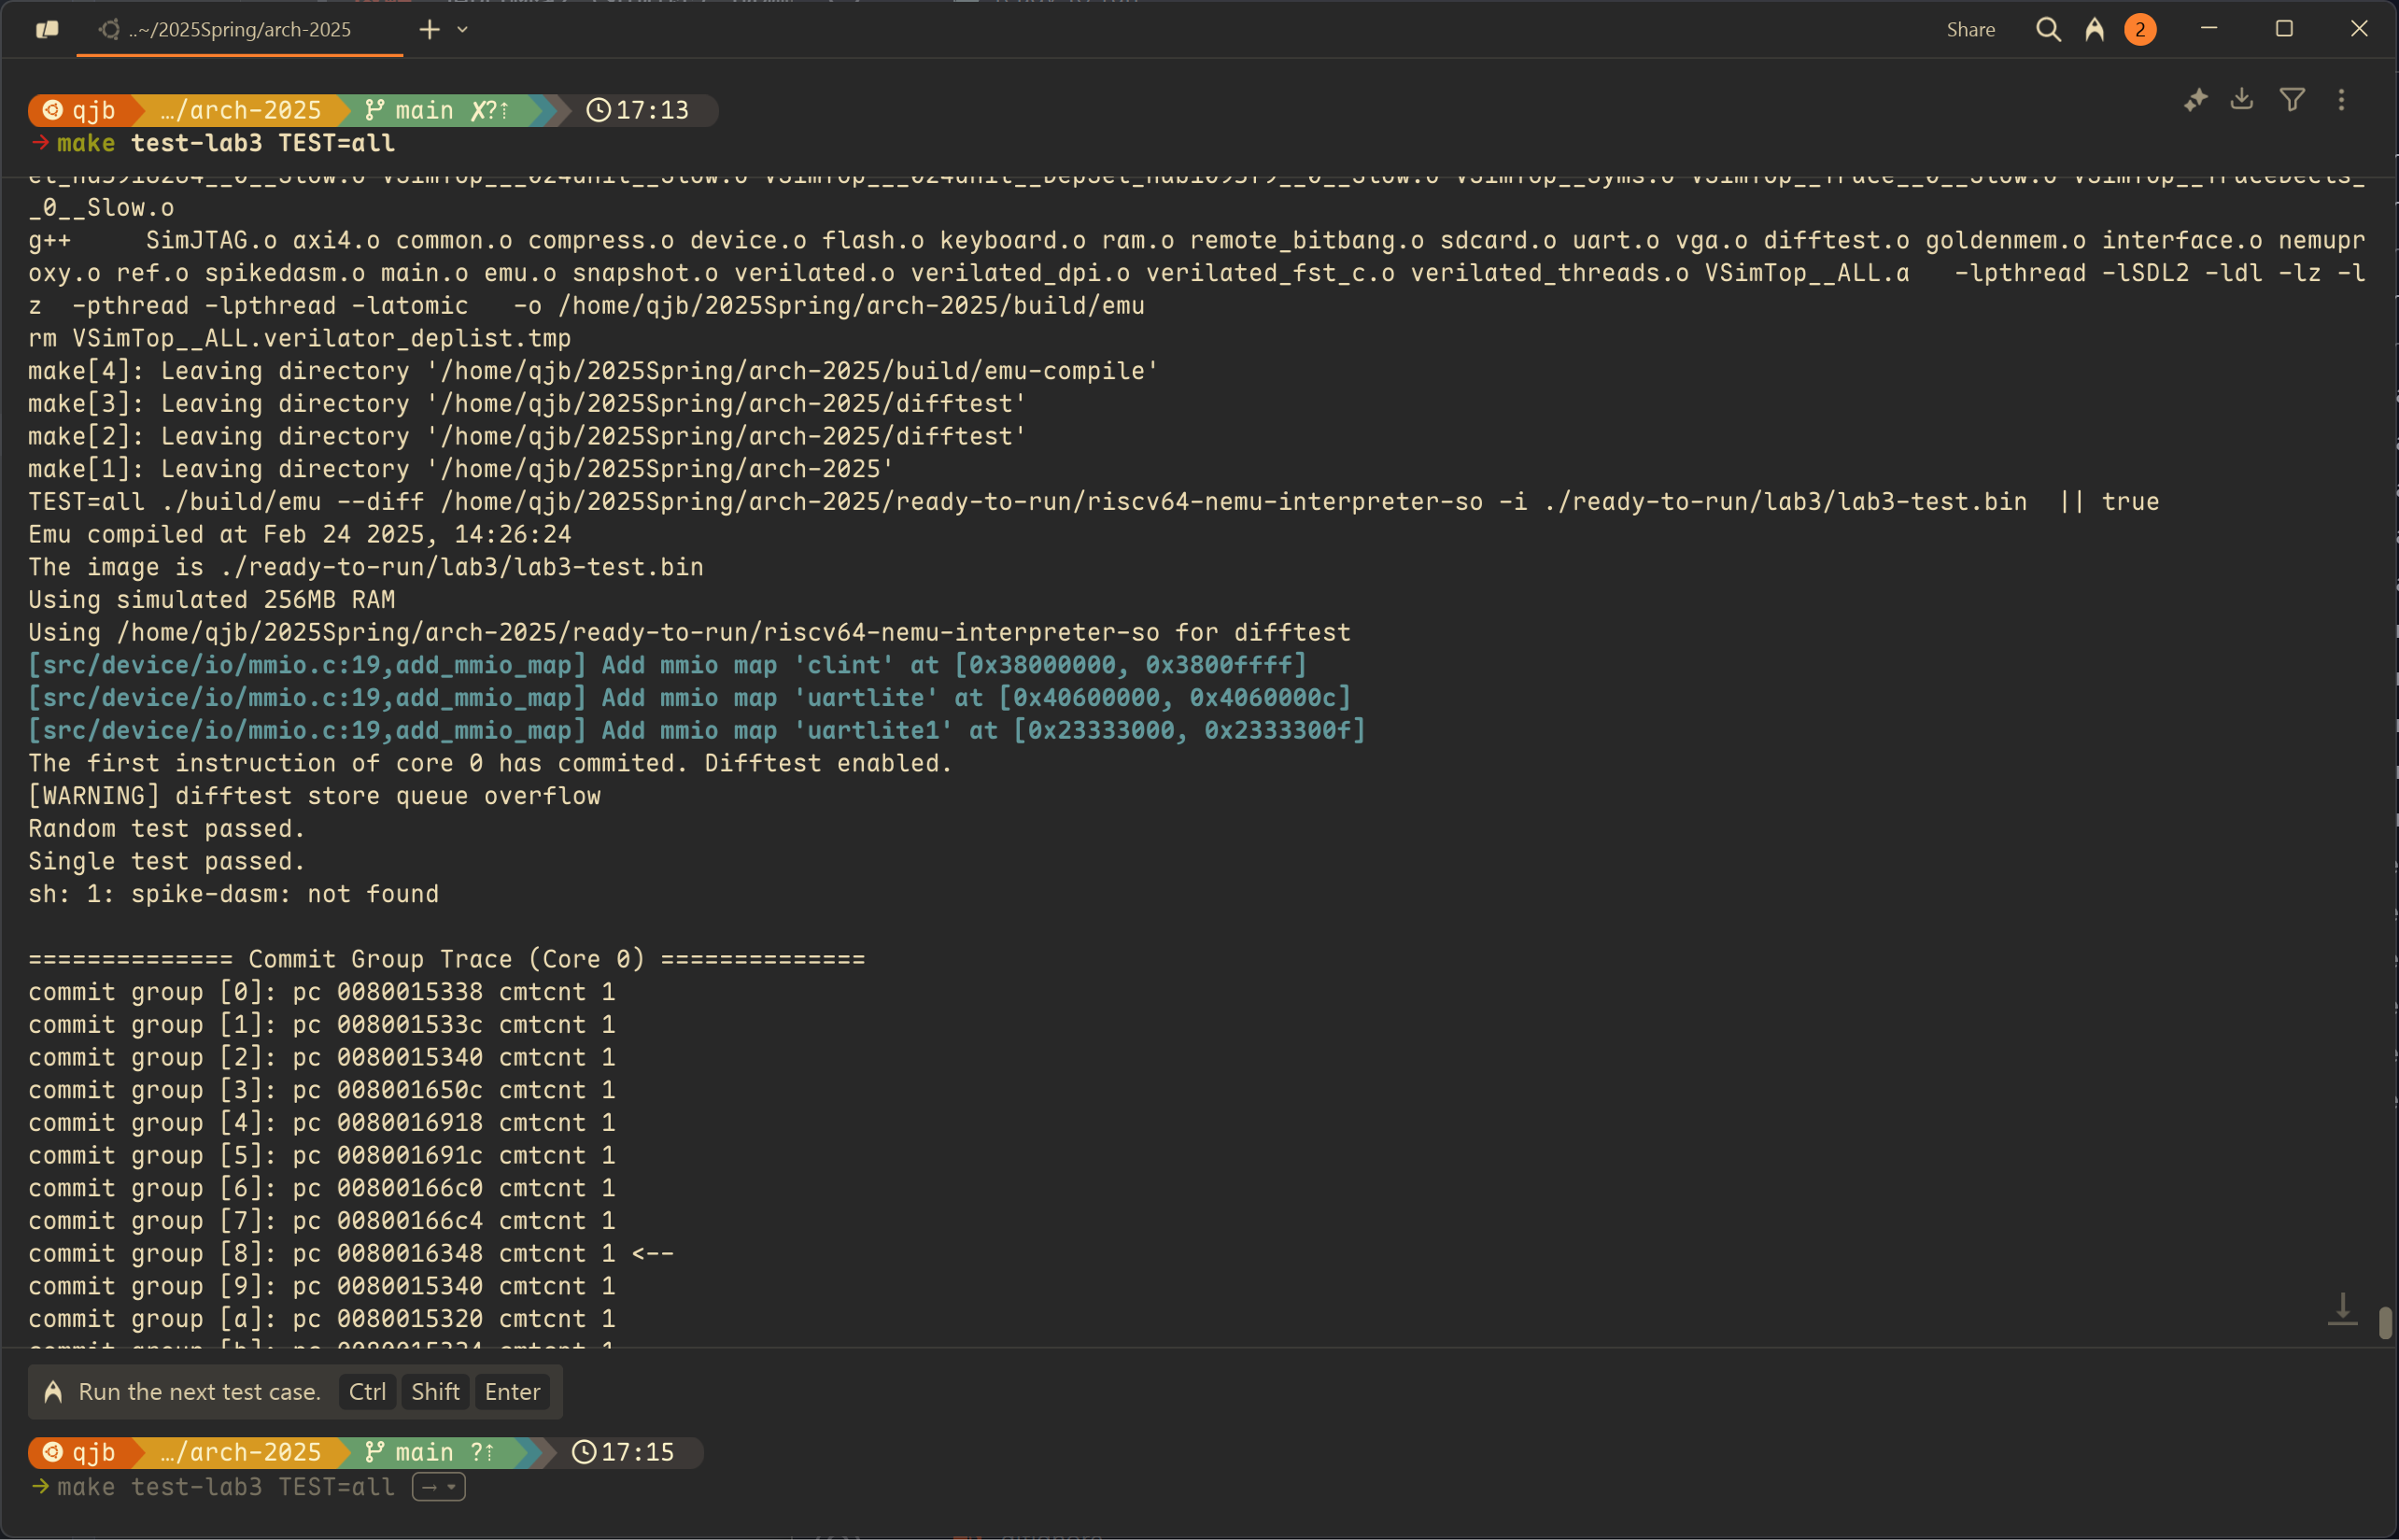 ..~/2025Spring/arch-2025
Share
2
qjb …/arch-2025 main ✗?⇡ 17:13
→ make test-lab3 TEST=all
_0__Slow.o
g++     SimJTAG.o axi4.o common.o compress.o device.o flash.o keyboard.o ram.o remote_bitbang.o sdcard.o uart.o vga.o difftest.o goldenmem.o interface.o nemupr
oxy.o ref.o spikedasm.o main.o emu.o snapshot.o verilated.o verilated_dpi.o verilated_fst_c.o verilated_threads.o VSimTop__ALL.a   -lpthread -lSDL2 -ldl -lz -l
z  -pthread -lpthread -latomic   -o /home/qjb/2025Spring/arch-2025/build/emu
rm VSimTop__ALL.verilator_deplist.tmp
make[4]: Leaving directory '/home/qjb/2025Spring/arch-2025/build/emu-compile'
make[3]: Leaving directory '/home/qjb/2025Spring/arch-2025/difftest'
make[2]: Leaving directory '/home/qjb/2025Spring/arch-2025/difftest'
make[1]: Leaving directory '/home/qjb/2025Spring/arch-2025'
TEST=all ./build/emu --diff /home/qjb/2025Spring/arch-2025/ready-to-run/riscv64-nemu-interpreter-so -i ./ready-to-run/lab3/lab3-test.bin  || true
Emu compiled at Feb 24 2025, 14:26:24
The image is ./ready-to-run/lab3/lab3-test.bin
Using simulated 256MB RAM
Using /home/qjb/2025Spring/arch-2025/ready-to-run/riscv64-nemu-interpreter-so for difftest
[src/device/io/mmio.c:19,add_mmio_map] Add mmio map 'clint' at [0x38000000, 0x3800ffff]
[src/device/io/mmio.c:19,add_mmio_map] Add mmio map 'uartlite' at [0x40600000, 0x4060000c]
[src/device/io/mmio.c:19,add_mmio_map] Add mmio map 'uartlite1' at [0x23333000, 0x2333300f]
The first instruction of core 0 has commited. Difftest enabled.
[WARNING] difftest store queue overflow
Random test passed.
Single test passed.
sh: 1: spike-dasm: not found
============== Commit Group Trace (Core 0) ==============
commit group [0]: pc 0080015338 cmtcnt 1
commit group [1]: pc 008001533c cmtcnt 1
commit group [2]: pc 0080015340 cmtcnt 1
commit group [3]: pc 008001650c cmtcnt 1
commit group [4]: pc 0080016918 cmtcnt 1
commit group [5]: pc 008001691c cmtcnt 1
commit group [6]: pc 00800166c0 cmtcnt 1
commit group [7]: pc 00800166c4 cmtcnt 1
commit group [8]: pc 0080016348 cmtcnt 1 <--
commit group [9]: pc 0080015340 cmtcnt 1
commit group [a]: pc 0080015320 cmtcnt 1
commit group [b]: pc 0080015324 cmtcnt 1
Run the next test case. Ctrl Shift Enter
qjb …/arch-2025 main ?⇡ 17:15
→ make test-lab3 TEST=all